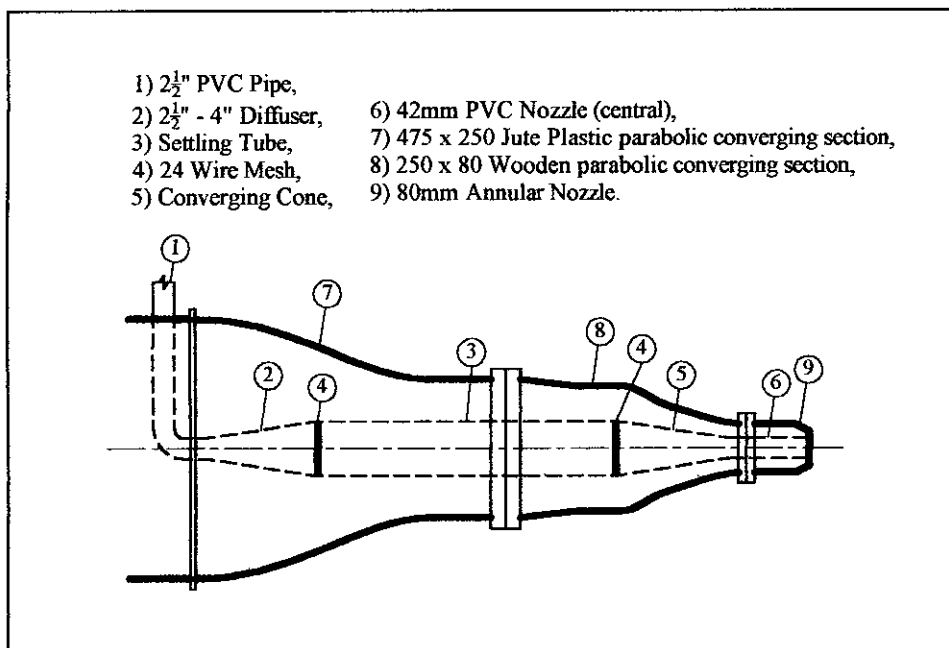 1) 2½" PVC Pipe,
2) 2½" - 4" Diffuser,
3) Settling Tube,
4) 24 Wire Mesh,
5) Converging Cone,
6) 42mm PVC Nozzle (central),
7) 475 x 250 Jute Plastic parabolic converging section,
8) 250 x 80 Wooden parabolic converging section,
9) 80mm Annular Nozzle.
1
7
2
4
3
8
4
5
6
9